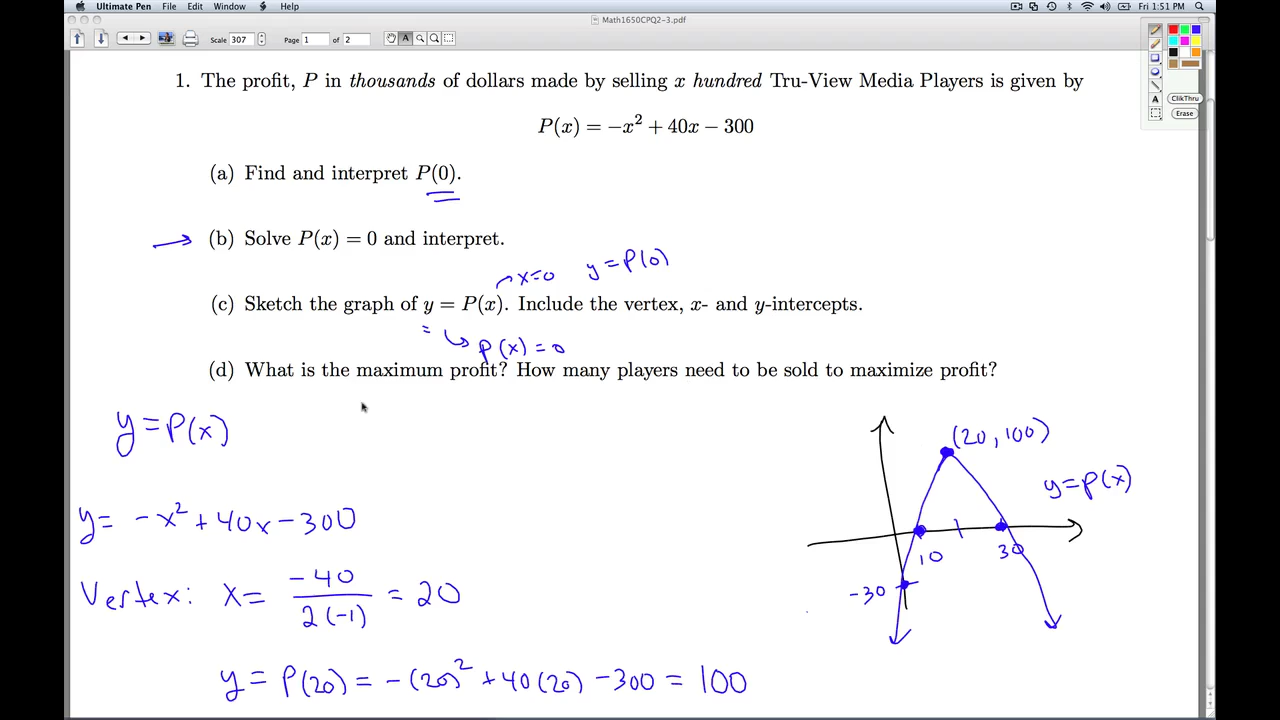 Ultimate Pen File Edit Window Help Fri 1:51 PM
Math1650CPQ2-3.pdf
Scale 307 Page 1 of 2 A
A ClikThru
Erase
1. The profit, P in thousands of dollars made by selling x hundred Tru-View Media Players is given by
P(x) = −x² + 40x − 300
(a) Find and interpret P(0).
(b) Solve P(x) = 0 and interpret.
x=0 y=P(0)
(c) Sketch the graph of y = P(x). Include the vertex, x- and y-intercepts.
= P(x)=0
(d) What is the maximum profit? How many players need to be sold to maximize profit?
y=P(x)
y= -x²+40x-300
Vertex: x= -40/2(-1) = 20
y= P(20) = -(20)²+40(20)-300 = 100
(20,100)
y=P(x)
10
30
-30